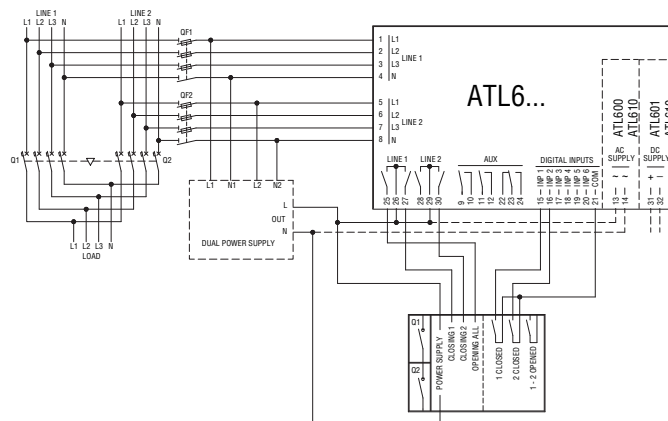 LINE 1
L1 L2 L3 N
LINE 2
L1 L2 L3 N
QF1
QF2
Q1
Q2
L1 L2 L3 N
LOAD
1 L1
2 L2
3 L3
4 N
LINE 1
5 L1
6 L2
7 L3
8 N
LINE 2
ATL6...
ATL600
ATL610
AC
SUPPLY
~ ~
ATL601
DC
SUPPLY
+ –
LINE 1
LINE 2
AUX
DIGITAL INPUTS
25
26
27
28
29
30
9
10
11
12
22
23
24
15 – INP 1
16 – INP 2
17 – INP 3
18 – INP 4
19 – INP 5
20 – INP 6
21 – COM
13
14
31
32
L1 N1 L2 N2
L
OUT
N
DUAL POWER SUPPLY
Q1
Q2
POWER SUPPLY
CLOSING 1
CLOSING 2
OPENING ALL
1 CLOSED
2 CLOSED
1 - 2 OPENED